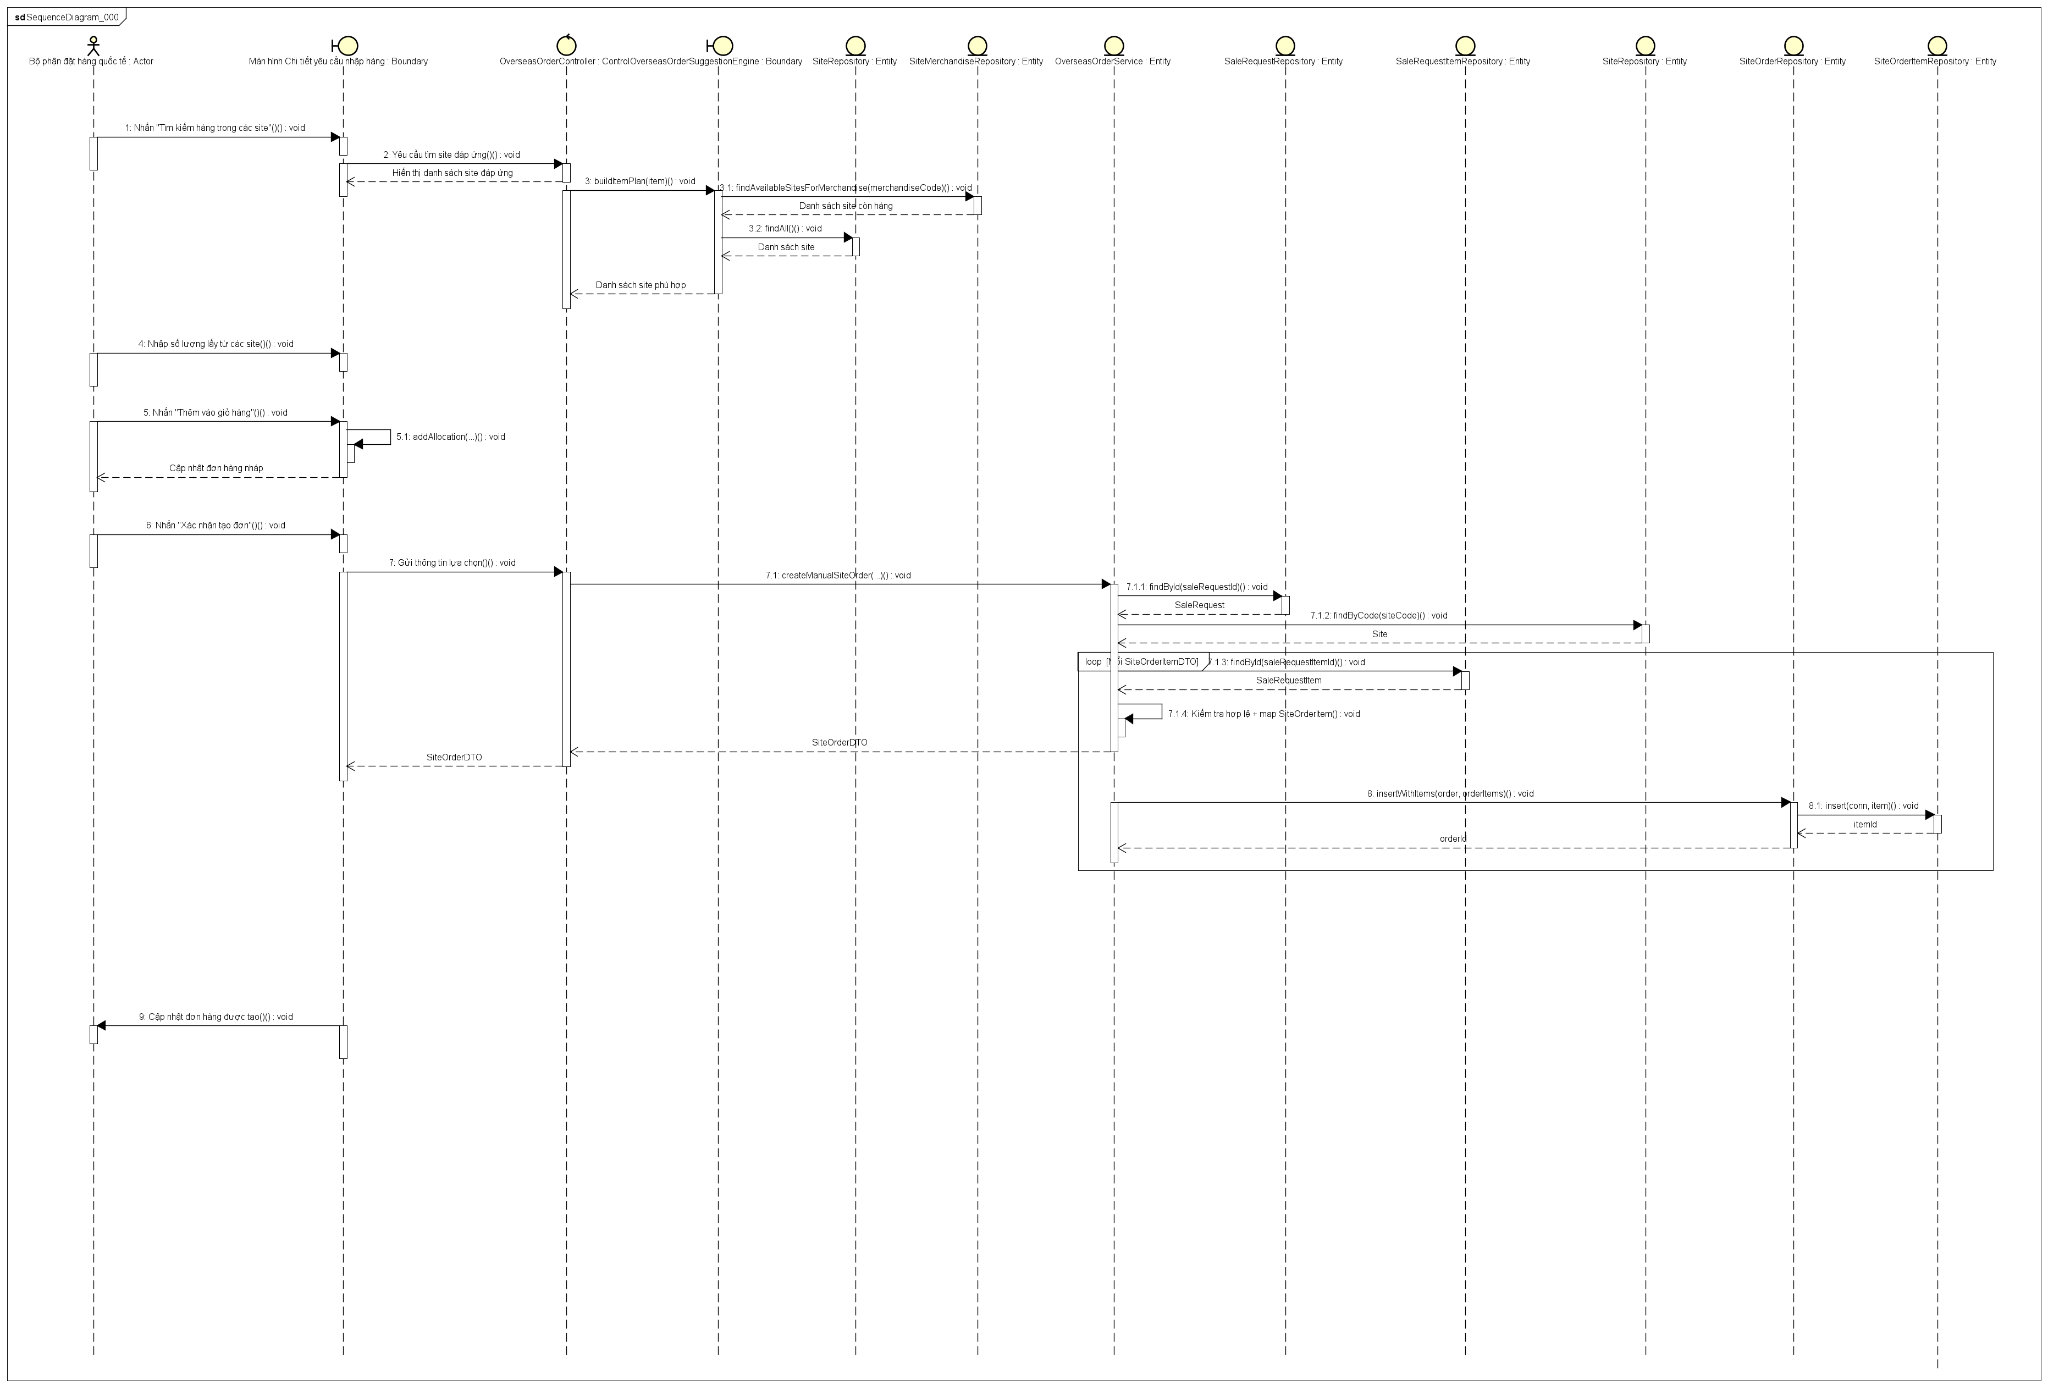 sd SequenceDiagram_000
Bộ phận đặt hàng quốc tế : Actor
Màn hình Chi tiết yêu cầu nhập hàng : Boundary
OverseasOrderController : Control
OverseasOrderSuggestionEngine : Boundary
SiteRepository : Entity
SiteMerchandiseRepository : Entity
OverseasOrderService : Entity
SaleRequestRepository : Entity
SaleRequestItemRepository : Entity
SiteRepository : Entity
SiteOrderRepository : Entity
SiteOrderItemRepository : Entity
1: Nhấn "Tìm kiếm hàng trong các site"()() : void
2: Yêu cầu tìm site đáp ứng()() : void
Hiển thị danh sách site đáp ứng
3: buildItemPlan(item)() : void
3.1: findAvailableSitesForMerchandise(merchandiseCode)() : void
Danh sách site còn hàng
3.2: findAll()() : void
Danh sách site
Danh sách site phù hợp
4: Nhập số lượng lấy từ các site()() : void
5: Nhấn "Thêm vào giỏ hàng"()() : void
5.1: addAllocation(...)() : void
Cập nhật đơn hàng nháp
6: Nhấn "Xác nhận tạo đơn"()() : void
7: Gửi thông tin lựa chọn()() : void
7.1: createManualSiteOrder(...)() : void
7.1.1: findById(saleRequestId)() : void
SaleRequest
7.1.2: findByCode(siteCode)() : void
Site
loop [Mỗi SiteOrderItemDTO]
7.1.3: findById(saleRequestItemId)() : void
SaleRequestItem
7.1.4: Kiểm tra hợp lệ + map SiteOrderItem() : void
SiteOrderDTO
SiteOrderDTO
8: insertWithItems(order, orderItems)() : void
8.1: insert(conn, item)() : void
itemId
orderId
9: Cập nhật đơn hàng được tạo()() : void